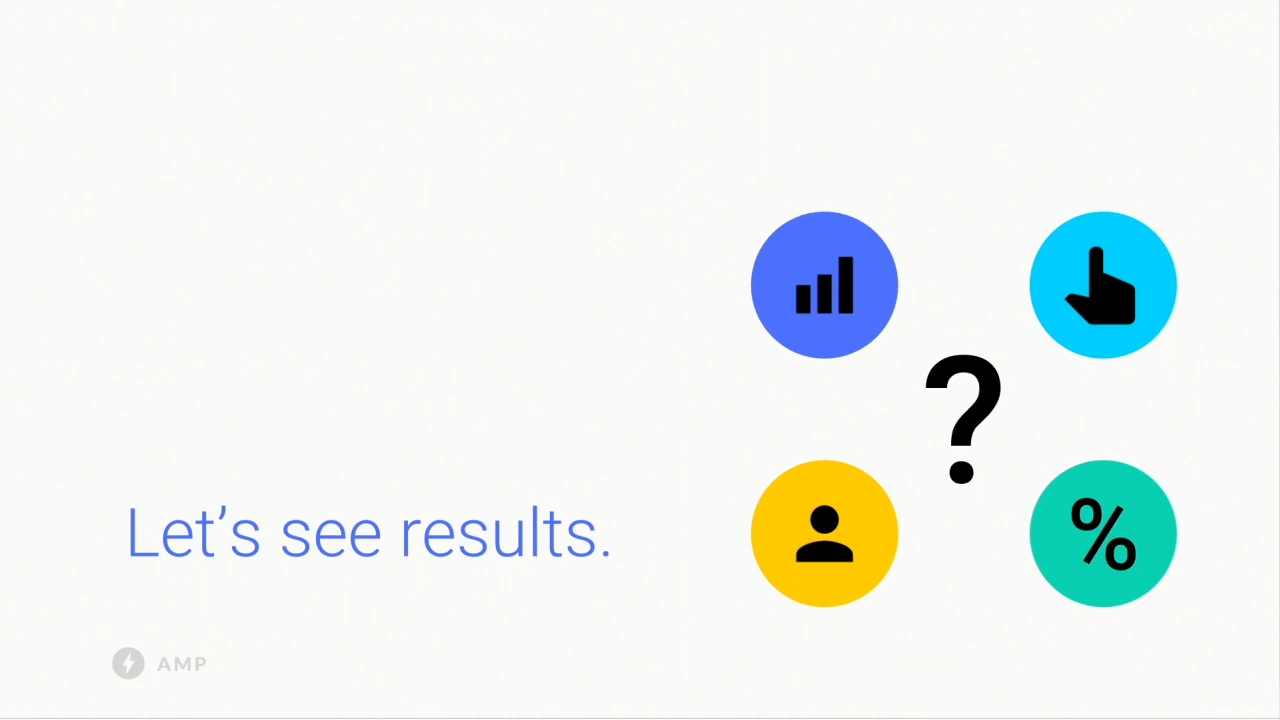 ?
%
Let’s see results.
AMP